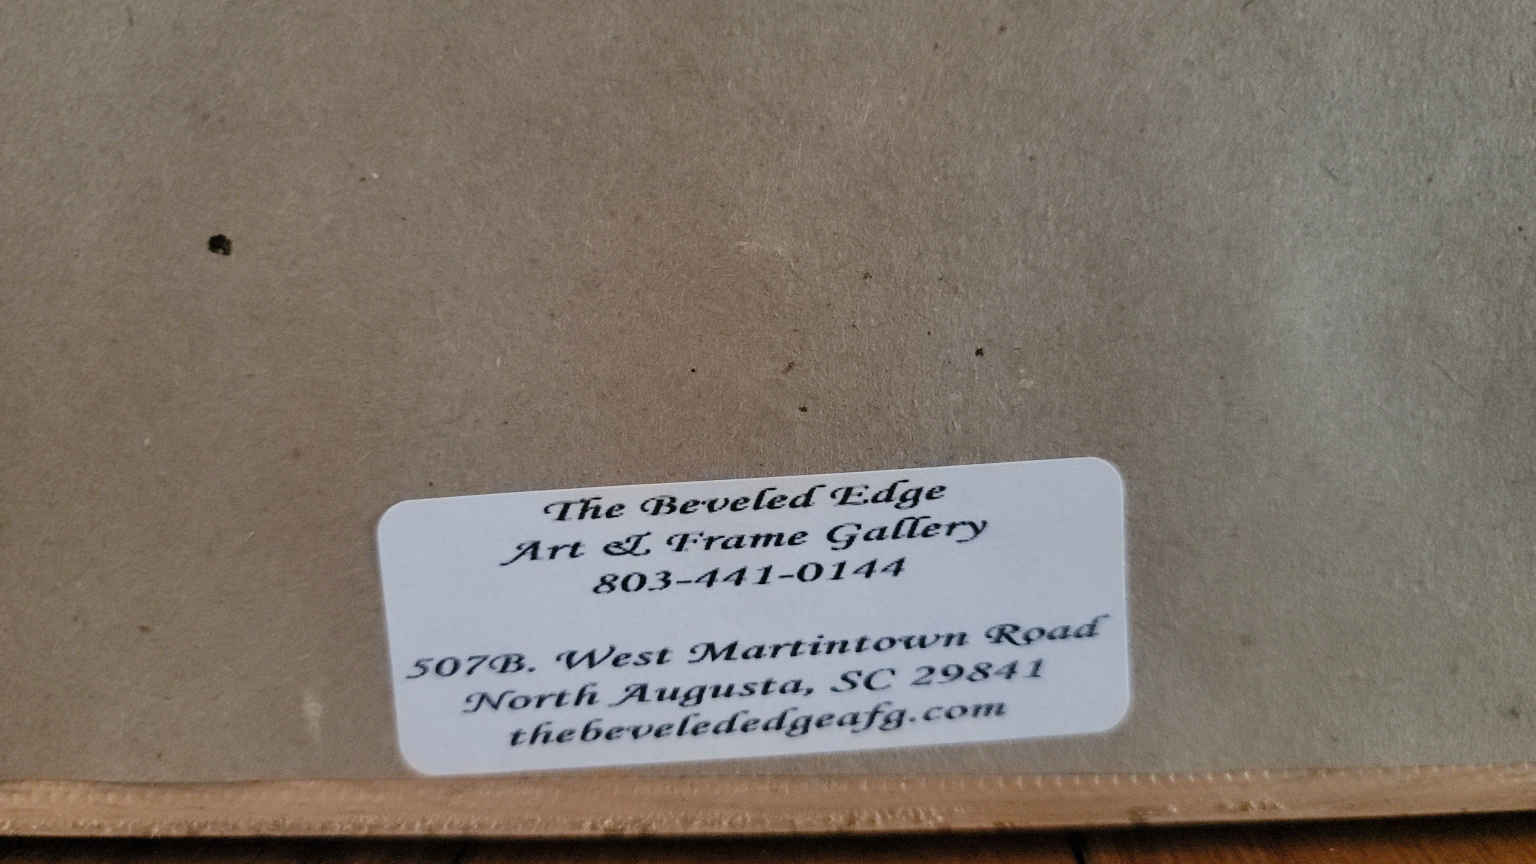 The Beveled Edge
Art & Frame Gallery
803-441-0144
507B. West Martintown Road
North Augusta, SC 29841
thebevelededgeafg.com